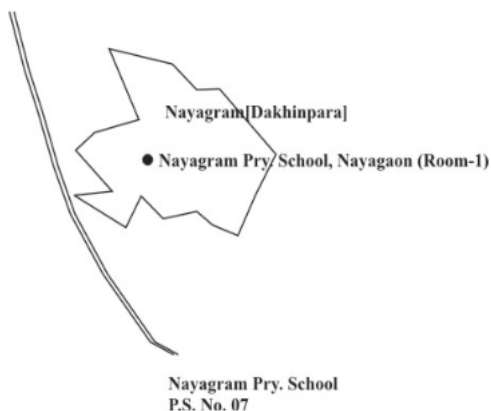 Nayagram[Dakhinpara]
Nayagram Pry. School, Nayagaon (Room-1)
Nayagram Pry. School
P.S. No. 07